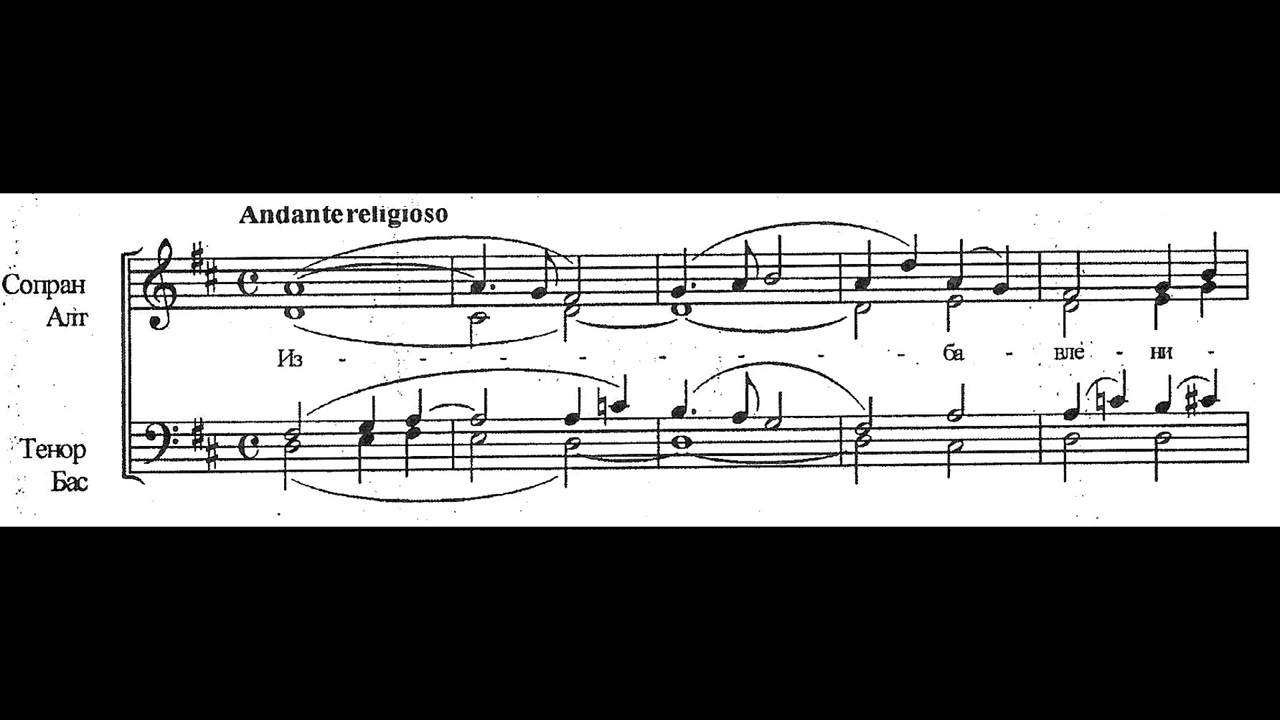 Andante religioso
Сопран
Алт
Из - - - - - - - - ба - вле - ни -
Тенор
Бас